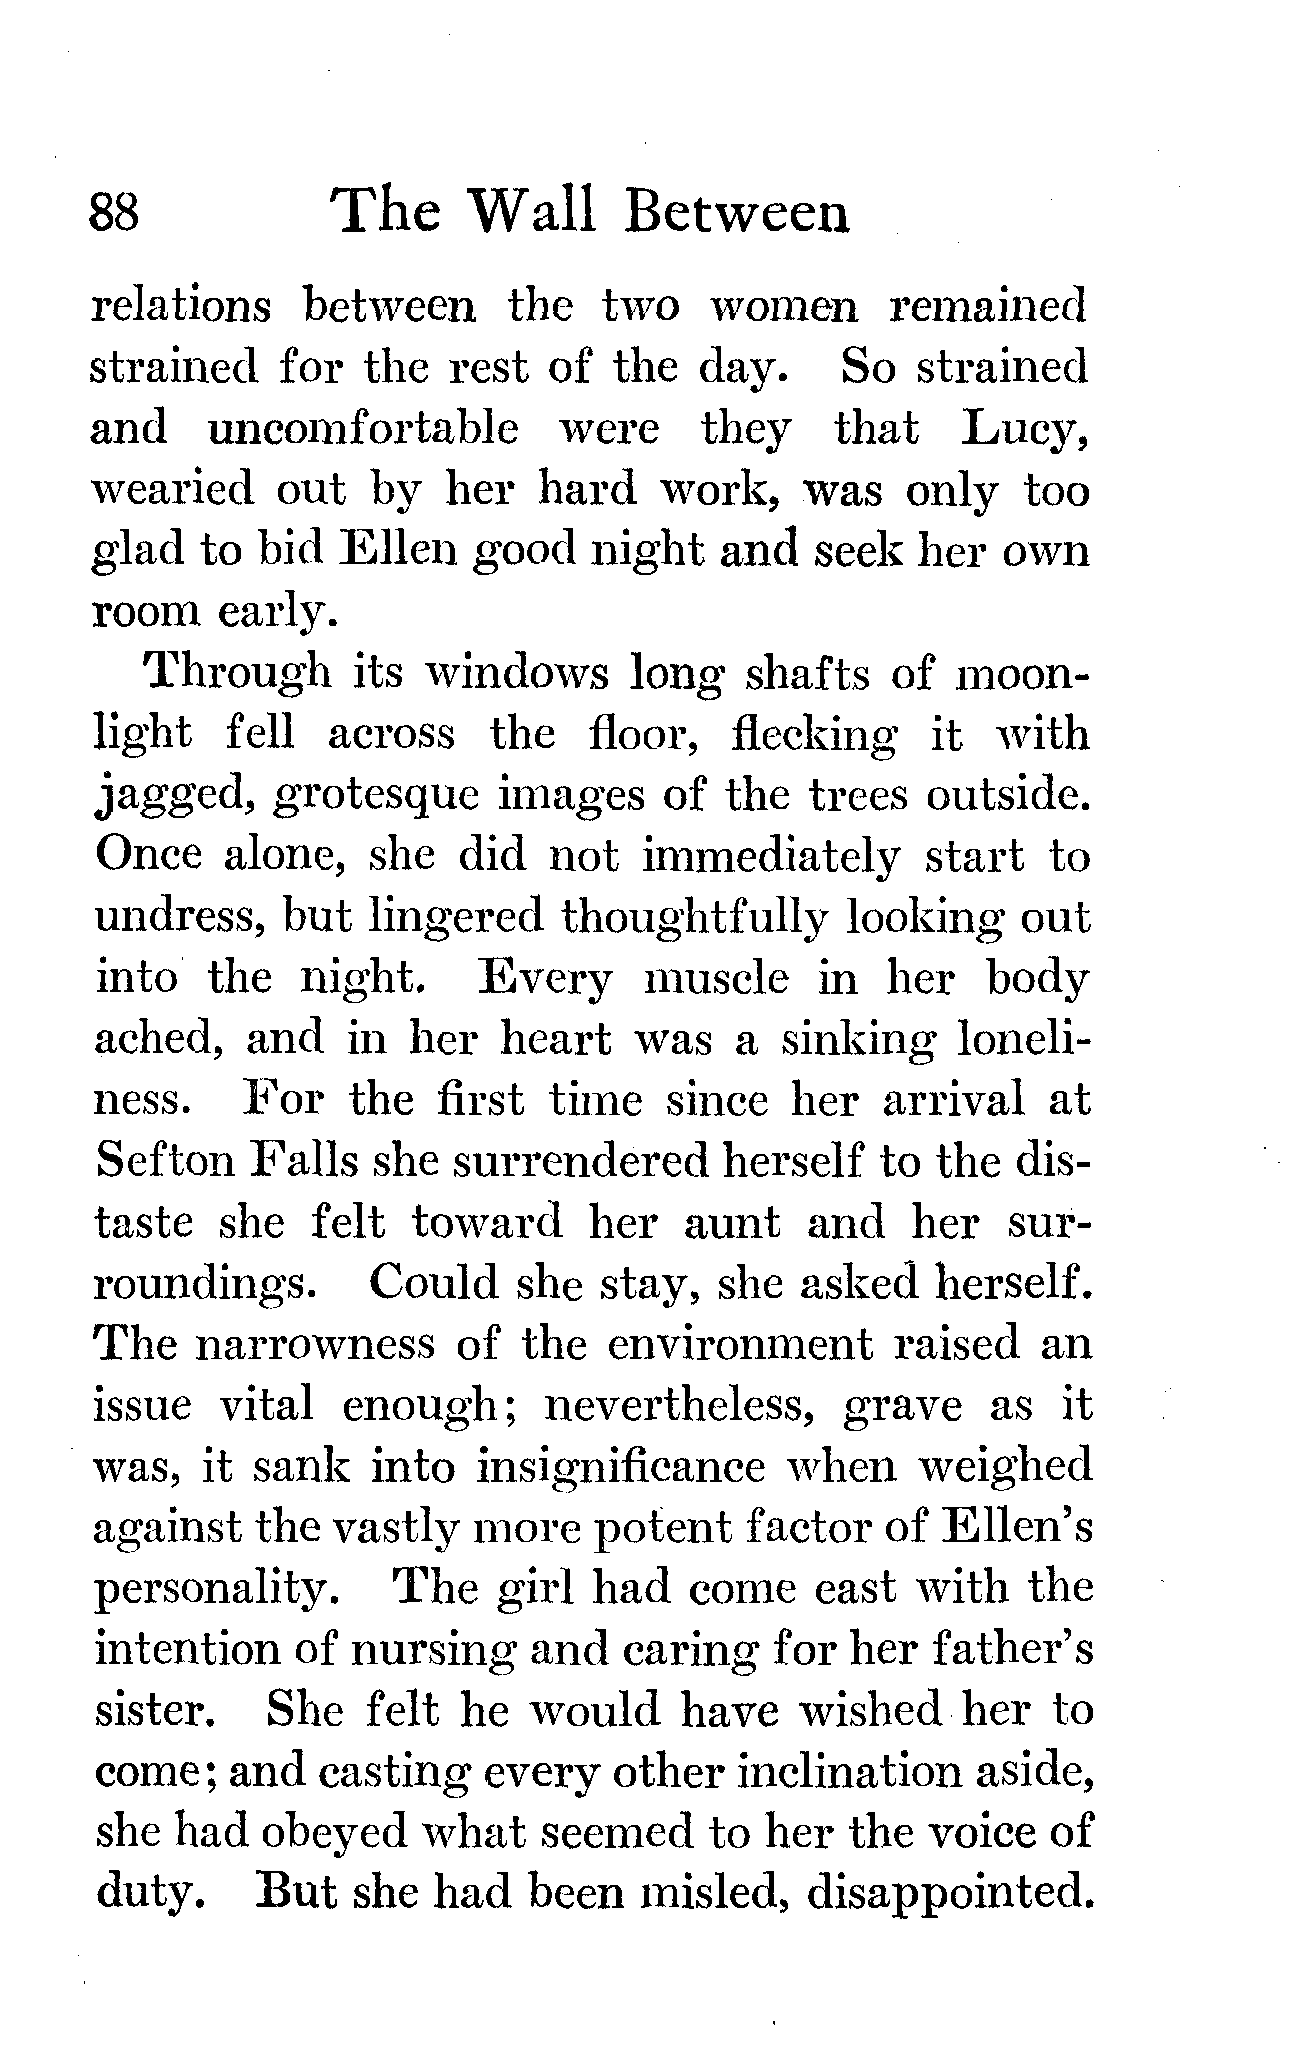 88 The Wall Between
relations between the two women remained
strained for the rest of the day. So strained
and uncomfortable were they that Lucy,
wearied out by her hard work, was only too
glad to bid Ellen good night and seek her own
room early.
Through its windows long shafts of moon-
light fell across the floor, flecking it with
jagged, grotesque images of the trees outside.
Once alone, she did not immediately start to
undress, but lingered thoughtfully looking out
into the night. Every muscle in her body
ached, and in her heart was a sinking loneli-
ness. For the first time since her arrival at
Sefton Falls she surrendered herself to the dis-
taste she felt toward her aunt and her sur-
roundings. Could she stay, she asked herself.
The narrowness of the environment raised an
issue vital enough; nevertheless, grave as it
was, it sank into insignificance when weighed
against the vastly more potent factor of Ellen's
personality. The girl had come east with the
intention of nursing and caring for her father's
sister. She felt he would have wished her to
come; and casting every other inclination aside,
she had obeyed what seemed to her the voice of
duty. But she had been misled, disappointed.